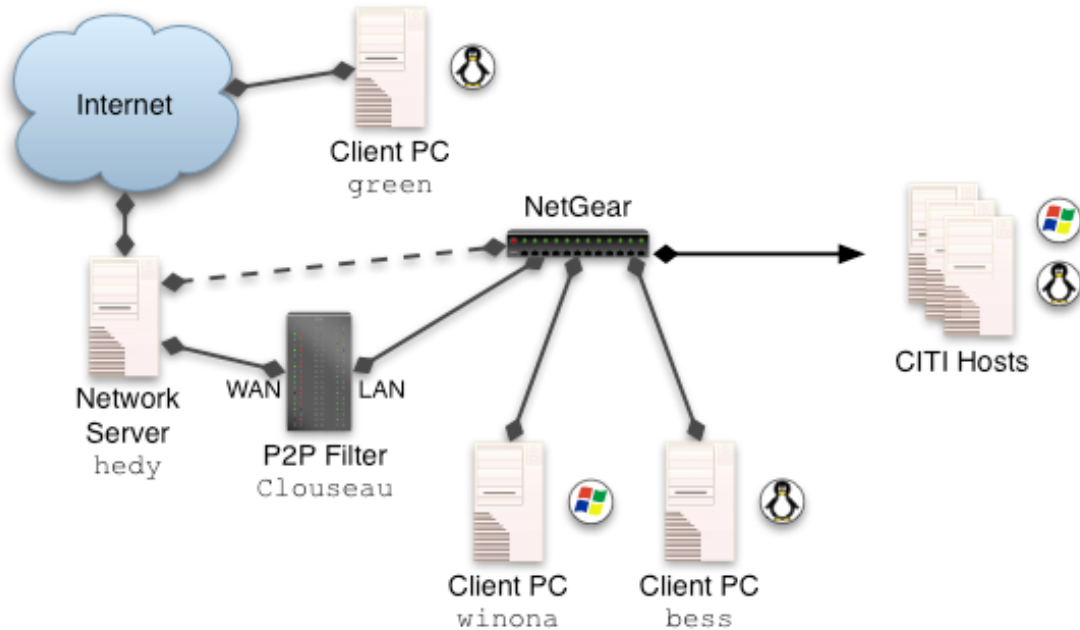 Internet
Client PC
green
NetGear
CITI Hosts
WAN
LAN
Network
Server
hedy
P2P Filter
Clouseau
Client PC
winona
Client PC
bess